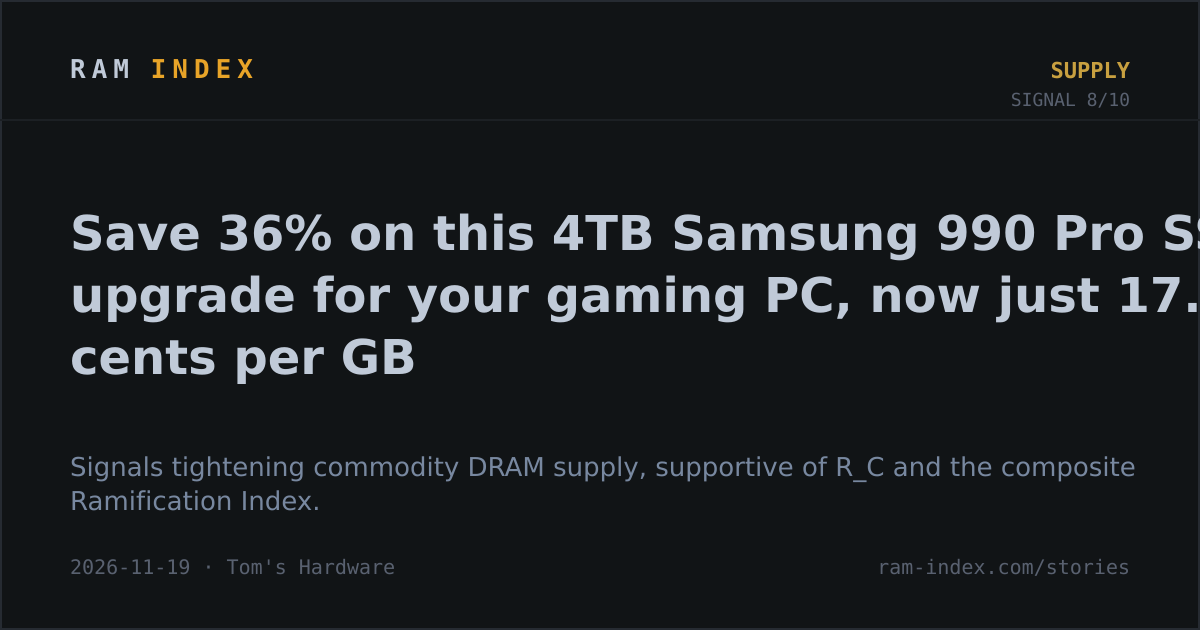 RAM INDEX
SUPPLY
SIGNAL 8/10
Save 36% on this 4TB Samsung 990 Pro
upgrade for your gaming PC, now just 17.
cents per GB
Signals tightening commodity DRAM supply, supportive of R_C and the composite
Ramification Index.
2026-11-19 · Tom's Hardware
ram-index.com/stories